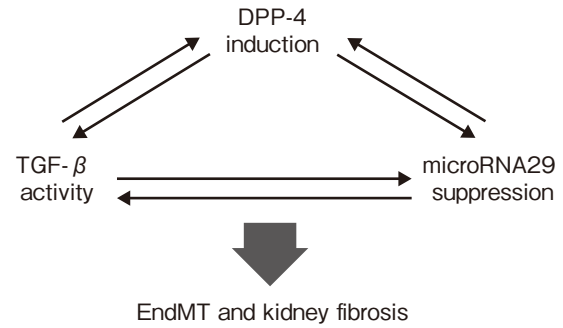 DPP-4
induction
TGF-β
activity
microRNA29
suppression
EndMT and kidney fibrosis